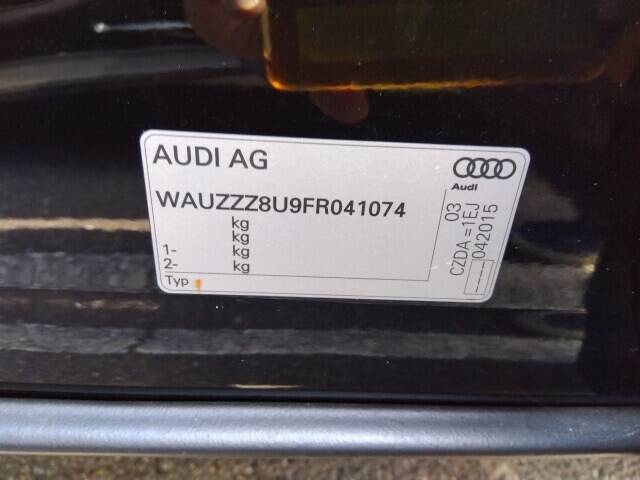 AUDI AG
Audi
WAUZZZ8U9FR041074
kg
kg
1- kg
2- kg
Typ
03
CZDA =1EJ
042015